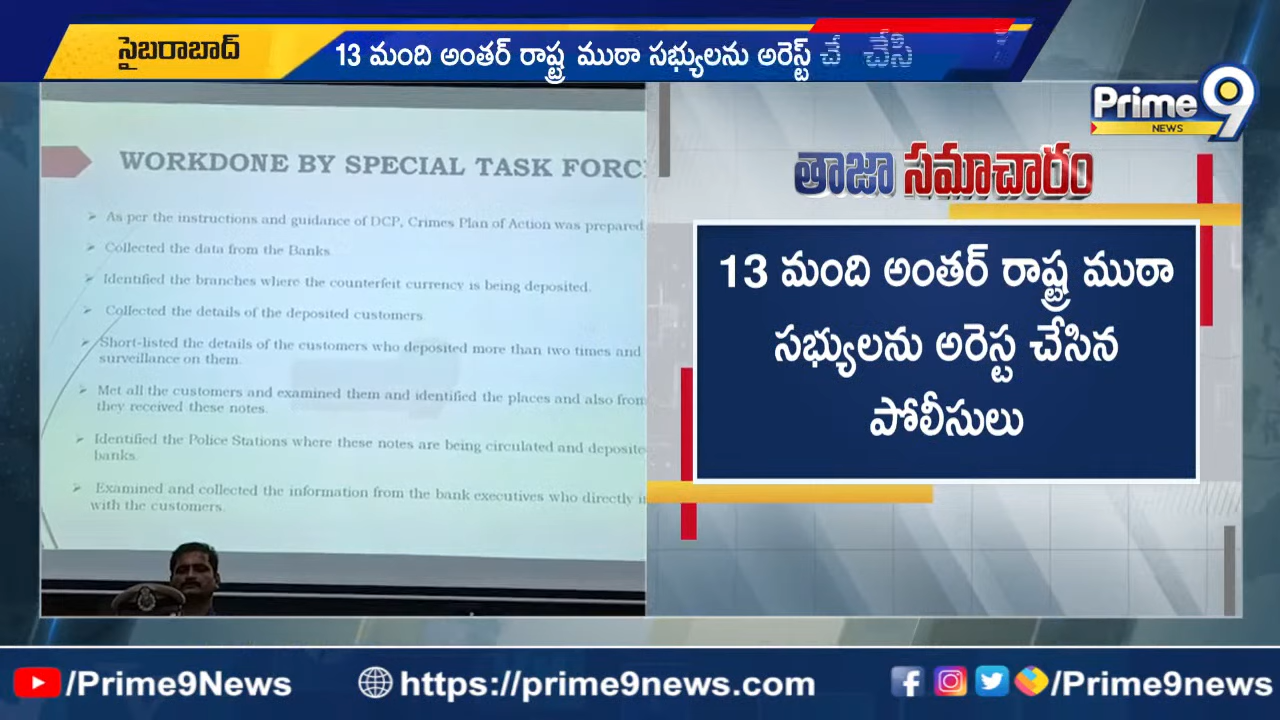 సైబరాబాద్
13 మంది అంతర్ రాష్ట్ర ముఠా సభ్యులను అరెస్ట్ చే చేసి
Prime9
NEWS
తాజా సమాచారం
13 మంది అంతర్ రాష్ట్ర ముఠా
సభ్యులను అరెస్ట చేసిన
పోలీసులు
WORKDONE BY SPECIAL TASK
As per the instructions and guidance of DCP, Crimes Plan of Action was prepared
Collected the data from the Banks.
Identified the branches where the counterfeit currency is being deposited.
Collected the details of the deposited customers.
Short-listed the details of the customers who deposited more than two times and
surveillance on them.
Met all the customers and examined them and identified the places and also from
they received these notes.
Identified the Police Stations where these notes are being circulated and
banks.
Examined and collected the information from the bank executives who directly
with the customers.
/Prime9News
https://prime9news.com
/Prime9news